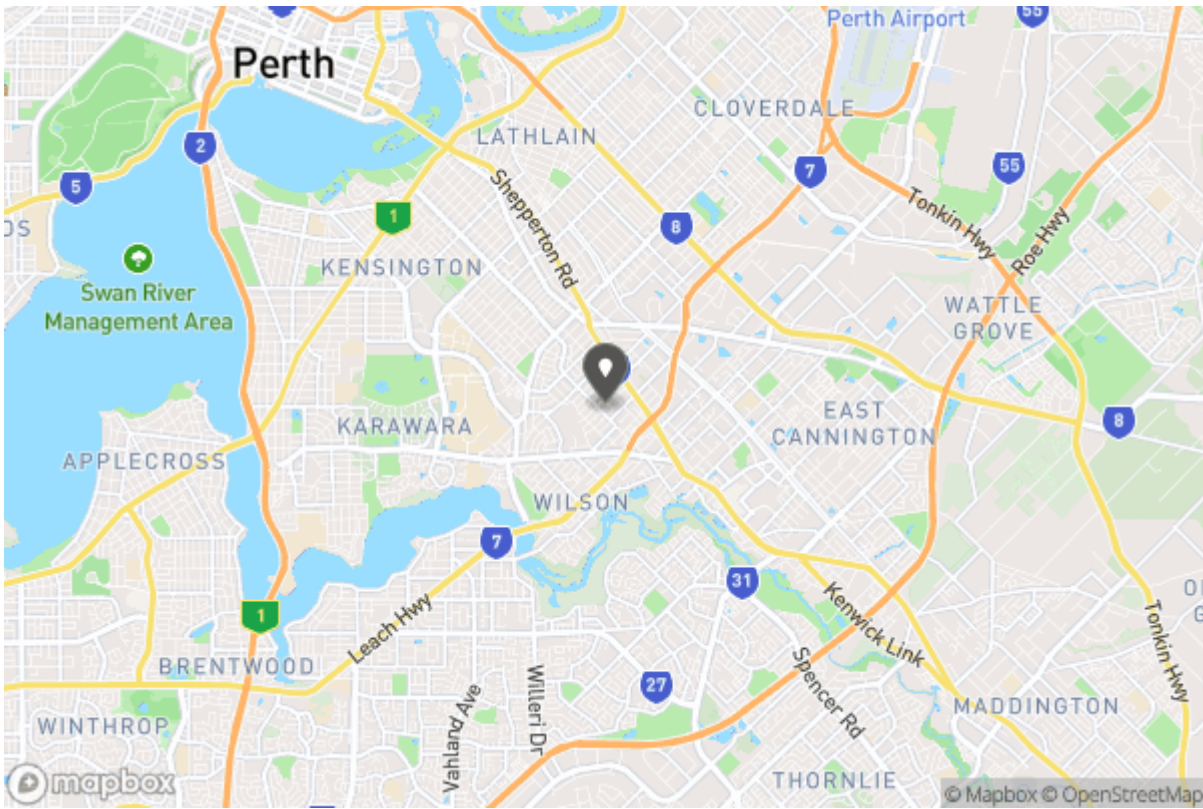 55
Perth Airport
Perth
CLOVERDALE
LATHLAIN
2
7
55
5
Shepperton Rd
1
8
Tonkin Hwy
Roe Hwy
OS
KENSINGTON
Swan River
Management Area
WATTLE
GROVE
KARAWARA
EAST
CANNINGTON
8
APPLECROSS
WILSON
7
31
1
Leach Hwy
Kenwick Link
Tonkin Hwy
BRENTWOOD
27
Spencer Rd
Willeri Dr
Vahland Ave
MADDINGTON
WINTHROP
THORNLIE
mapbox
© Mapbox © OpenStreetMap